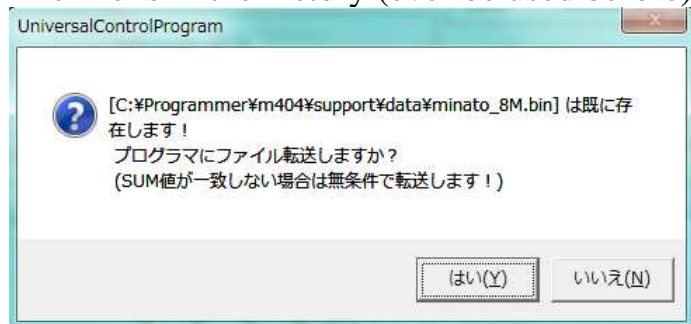 UniversalControlProgram
[C:¥Programmer¥m404¥support¥data¥minato_8M.bin] は既に存
在します！
プログラマにファイル転送しますか？
(SUM値が一致しない場合は無条件で転送します！)
はい(Y)
いいえ(N)